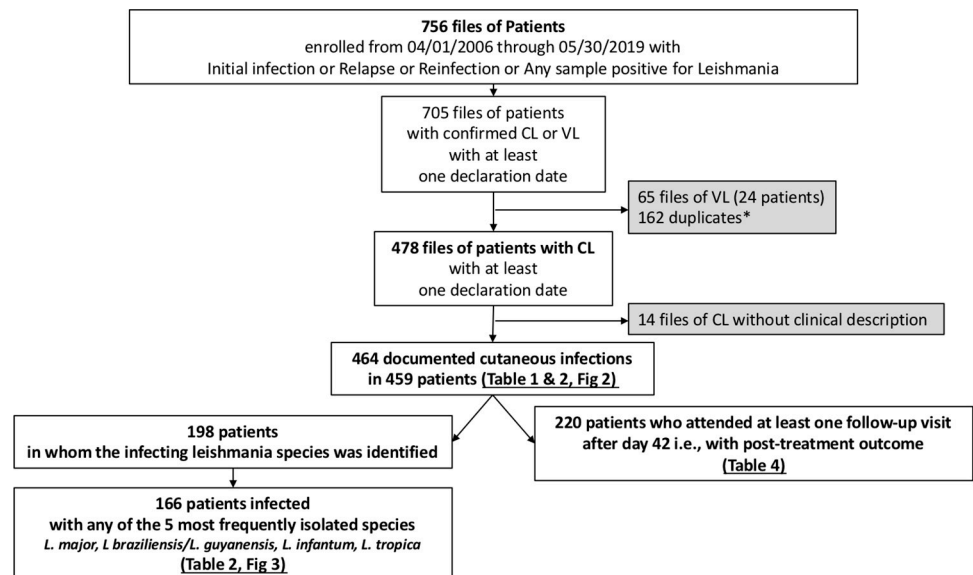 756 files of Patients
enrolled from 04/01/2006 through 05/30/2019 with
Initial infection or Relapse or Reinfection or Any sample positive for Leishmania
705 files of patients
with confirmed CL or VL
with at least
one declaration date
65 files of VL (24 patients)
162 duplicates*
478 files of patients with CL
with at least
one declaration date
14 files of CL without clinical description
464 documented cutaneous infections
in 459 patients (Table 1 & 2, Fig 2)
198 patients
in whom the infecting leishmania species was identified
220 patients who attended at least one follow-up visit
after day 42 i.e., with post-treatment outcome
(Table 4)
166 patients infected
with any of the 5 most frequently isolated species
L. major, L braziliensis/L. guyanensis, L. infantum, L. tropica
(Table 2, Fig 3)